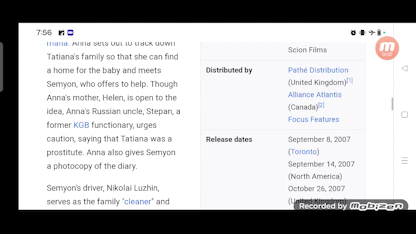 7:56
mafia. Anna sets out to track down
Tatiana's family so that she can find
a home for the baby and meets
Semyon, who offers to help. Though
Anna's mother, Helen, is open to the
idea, Anna's Russian uncle, Stepan, a
former KGB functionary, urges
caution, saying that Tatiana was a
prostitute. Anna also gives Semyon
a photocopy of the diary.
Semyon's driver, Nikolai Luzhin,
serves as the family "cleaner" and
Scion Films
Distributed by
Pathé Distribution
(United Kingdom)[1]
Alliance Atlantis
(Canada)[2]
Focus Features
Release dates
September 8, 2007
(Toronto)
September 14, 2007
(North America)
October 26, 2007
(United Kingdom)
Recorded by Mobizen